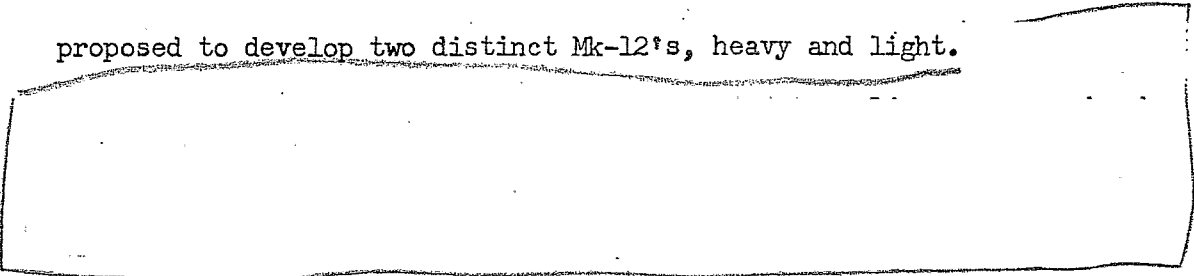 proposed to develop two distinct Mk-12's, heavy and light.